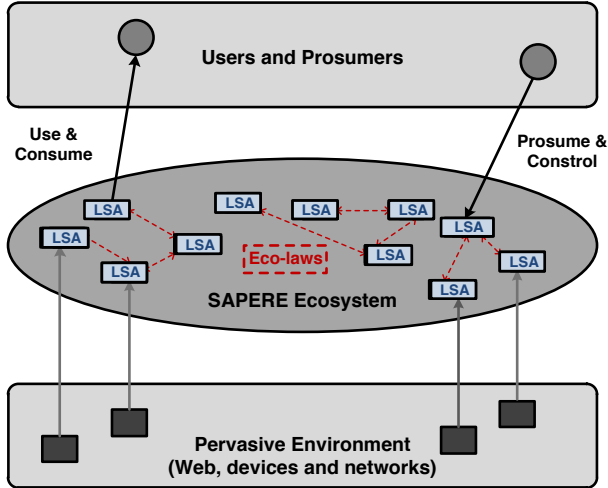 Users and Prosumers
Use &
Consume
Prosume &
Constrol
LSA
LSA
LSA
LSA
LSA
LSA
LSA
LSA
LSA
LSA
Eco-laws
LSA
LSA
SAPERE Ecosystem
Pervasive Environment
(Web, devices and networks)